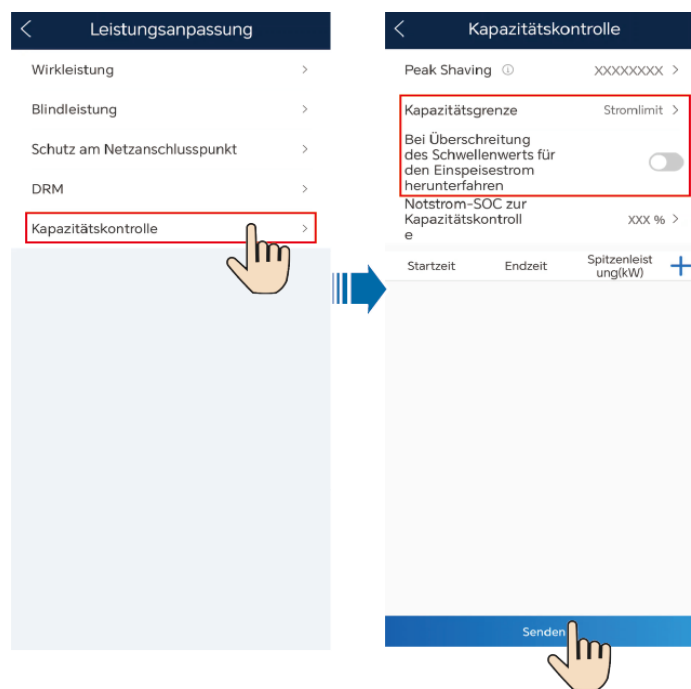 Leistungsanpassung
Wirkleistung
Blindleistung
Schutz am Netzanschlusspunkt
DRM
Kapazitätskontrolle
Kapazitätskontrolle
Peak Shaving XXXXXXXX
Kapazitätsgrenze Stromlimit
Bei Überschreitung
des Schwellenwerts für
den Einspeisestrom
herunterfahren
Notstrom-SOC zur
Kapazitätskontroll
e
XXX %
Startzeit Endzeit Spitzenleist
ung(kW)
Senden